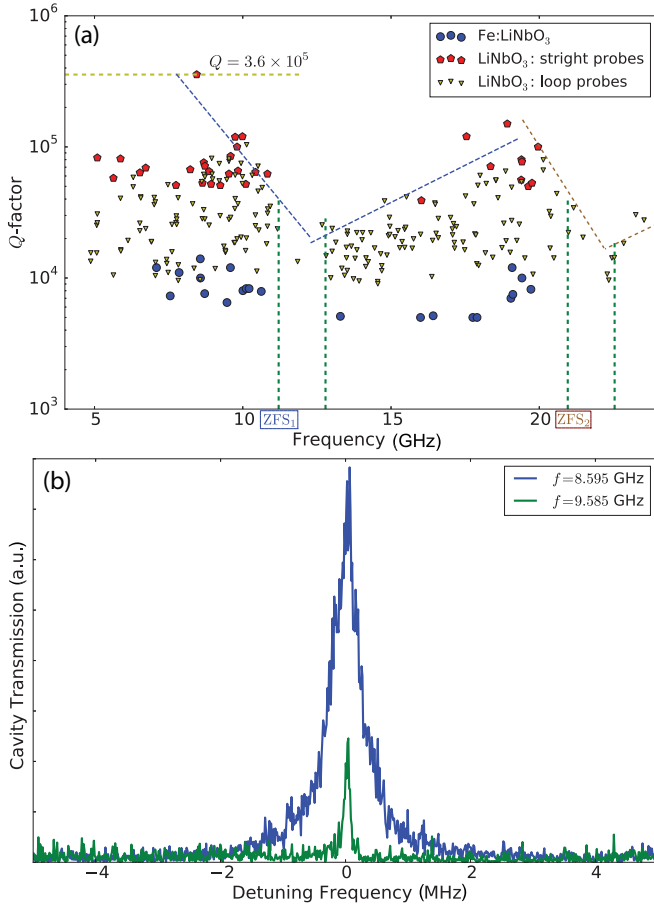 (a)
Q = 3.6 × 10⁵
Fe:LiNbO₃
LiNbO₃: stright probes
LiNbO₃: loop probes
10⁶
10⁵
10⁴
10³
Q-factor
5
10
15
20
ZFS₁
ZFS₂
Frequency (GHz)
(b)
f=8.595 GHz
f=9.585 GHz
Cavity Transmission (a.u.)
−4
−2
0
2
4
Detuning Frequency (MHz)